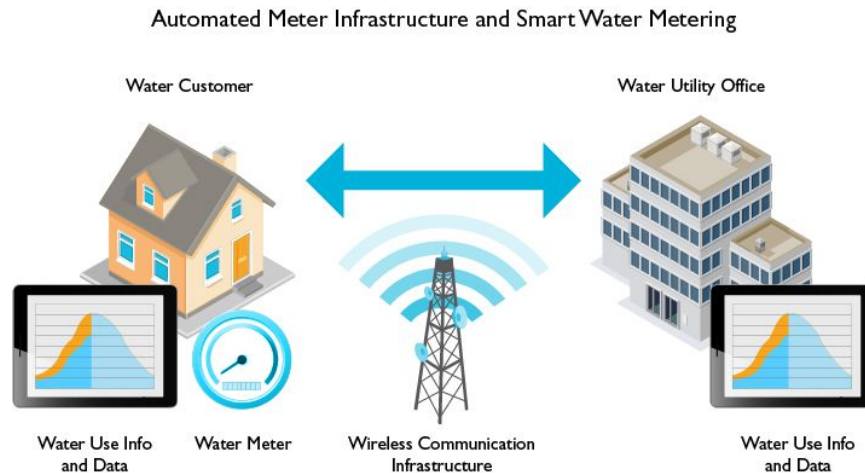 Automated Meter Infrastructure and Smart Water Metering
Water Customer
Water Utility Office
Water Use Info
and Data
Water Meter
Wireless Communication
Infrastructure
Water Use Info
and Data